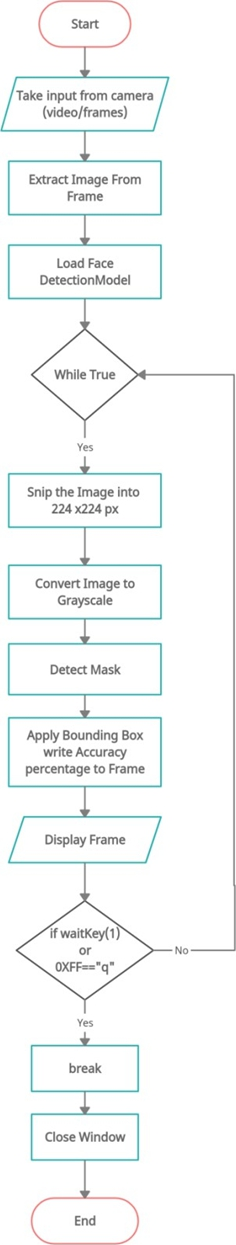 Start
Take input from camera
(video/frames)
Extract Image From
Frame
Load Face
DetectionModel
While True
Yes
Snip the Image into
224 x224 px
Convert Image to
Grayscale
Detect Mask
Apply Bounding Box
write Accuracy
percentage to Frame
Display Frame
if waitKey(1)
or
0XFF=="q"
No
Yes
break
Close Window
End